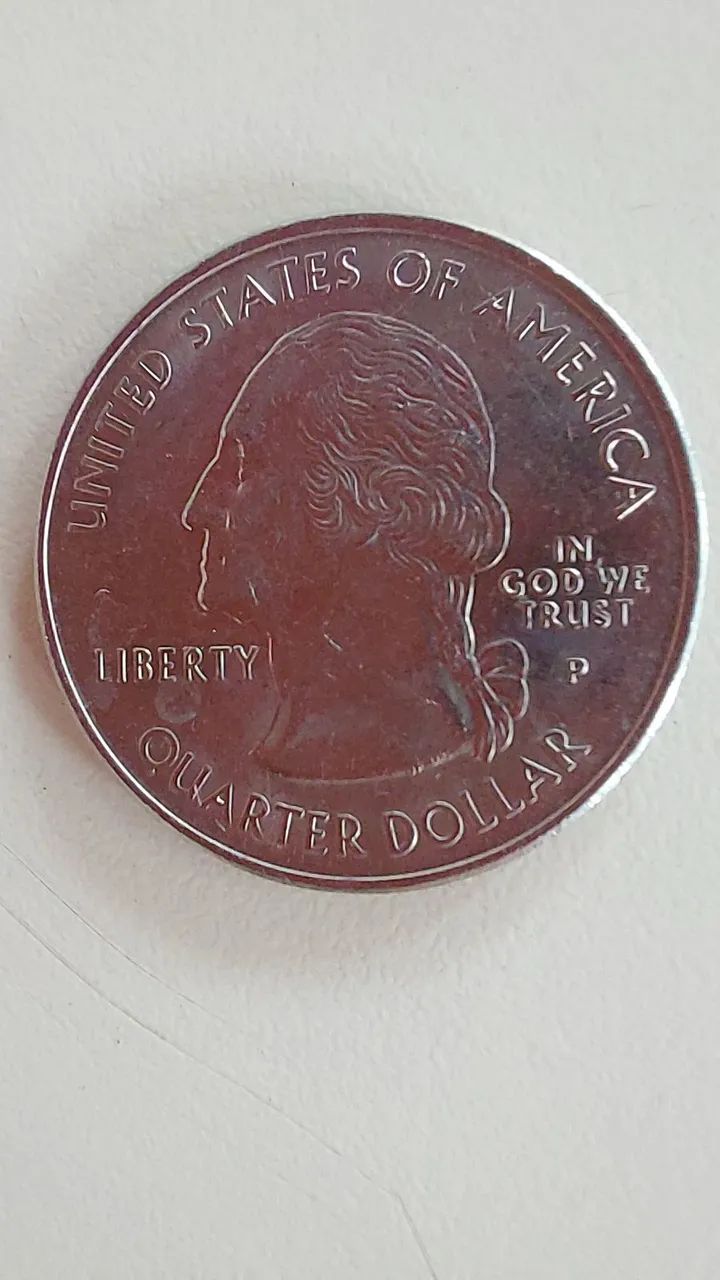 UNITED STATES OF AMERICA
LIBERTY
IN
GOD WE
TRUST
P
QUARTER DOLLAR